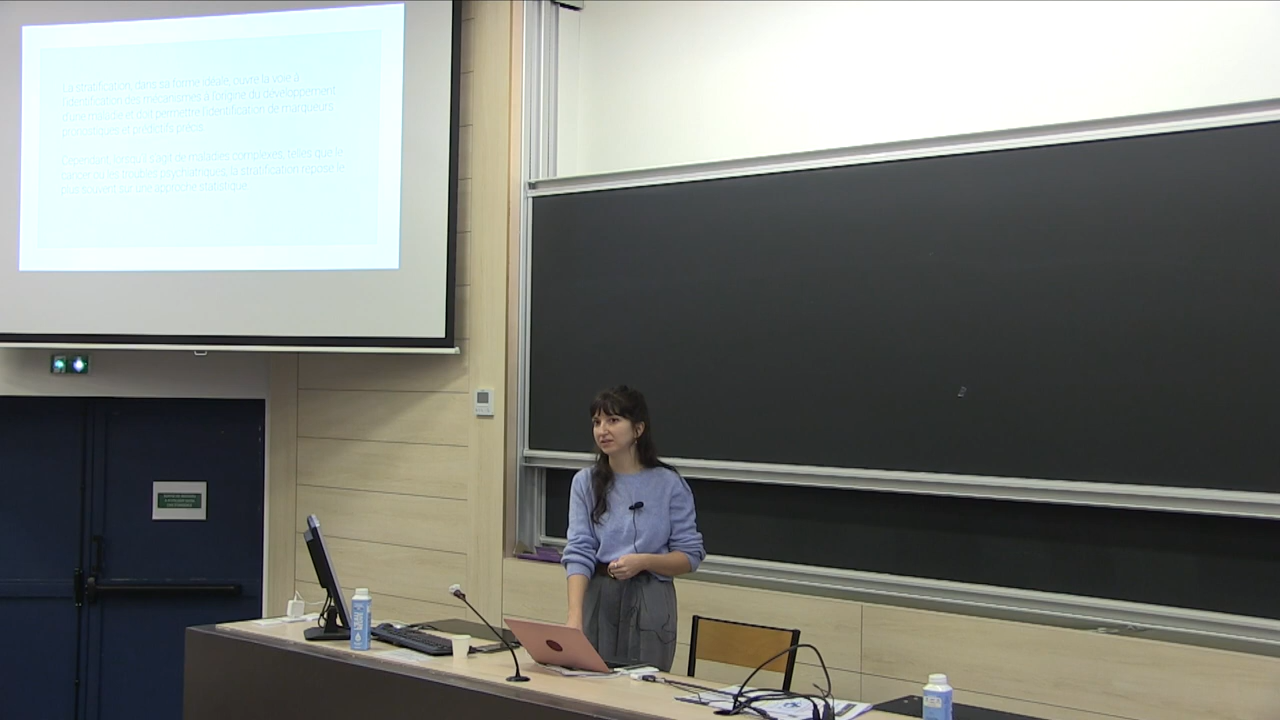 La stratification, dans sa forme idéale, ouvre la voie à
l'identification des mécanismes à l'origine du développement
d'une maladie et doit permettre l'identification de marqueurs
pronostiques et prédictifs précis.
Cependant, lorsqu'il s'agit de maladies complexes, telles que le
cancer ou les troubles psychiatriques, la stratification repose le
plus souvent sur une approche statistique.